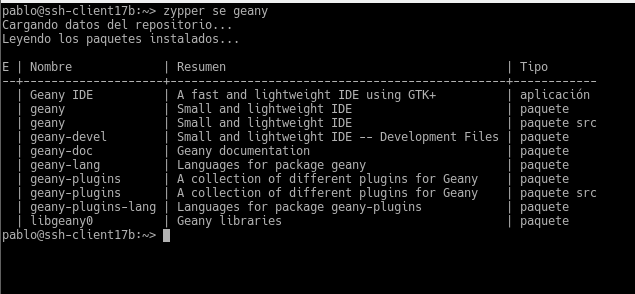 pablo@ssh-client17b:~> zypper se geany
Cargando datos del repositorio...
Leyendo los paquetes instalados...
E | Nombre | Resumen | Tipo
--+--------------------+-----------------------------------------------+------------
  | Geany IDE | A fast and lightweight IDE using GTK+ | aplicación
  | geany | Small and lightweight IDE | paquete
  | geany | Small and lightweight IDE | paquete src
  | geany-devel | Small and lightweight IDE -- Development Files | paquete
  | geany-doc | Geany documentation | paquete
  | geany-lang | Languages for package geany | paquete
  | geany-plugins | A collection of different plugins for Geany | paquete
  | geany-plugins | A collection of different plugins for Geany | paquete src
  | geany-plugins-lang | Languages for package geany-plugins | paquete
  | libgeany0 | Geany libraries | paquete
pablo@ssh-client17b:~>